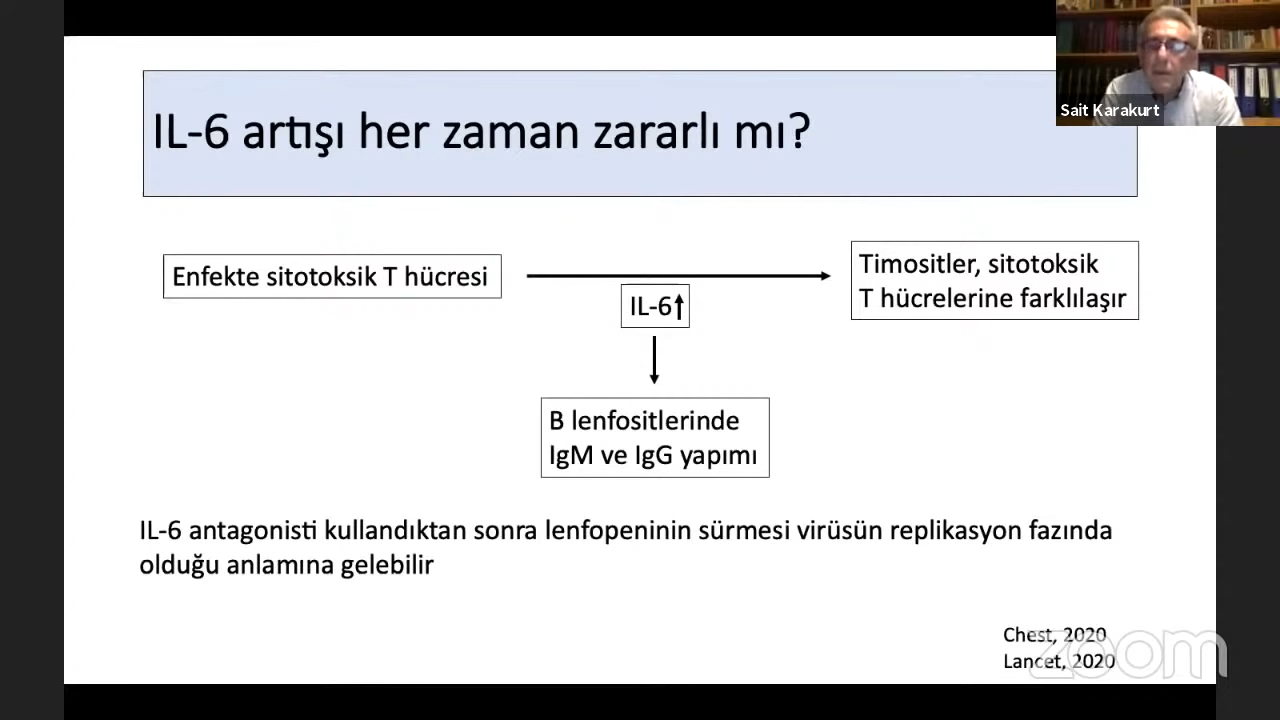 Sait Karakurt
IL-6 artışı her zaman zararlı mı?
Enfekte sitotoksik T hücresi
IL-6↑
Timositler, sitotoksik
T hücrelerine farklılaşır
B lenfositlerinde
IgM ve IgG yapımı
IL-6 antagonisti kullandıktan sonra lenfopeninin sürmesi virüsün replikasyon fazında
olduğu anlamına gelebilir
Chest, 2020
Lancet, 2020
zoom